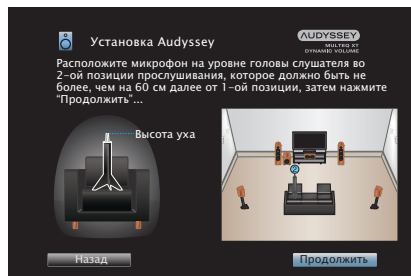 Установка Audyssey
AUDYSSEY
MULTEQ XT
DYNAMIC VOLUME
Расположите микрофон на уровне головы слушателя во
2-ой позиции прослушивания, которое должно быть не
более, чем на 60 см далее от 1-ой позиции, затем нажмите
"Продолжить"...
Высота уха
2
Назад
Продолжить